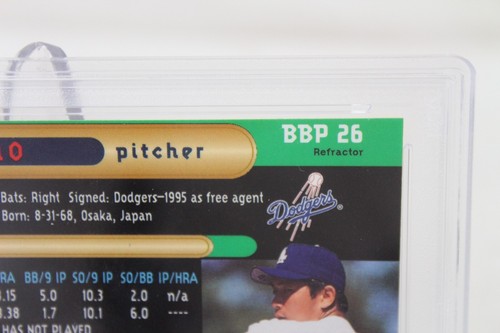 BBP 26
Refractor
pitcher
Bats: Right Signed: Dodgers-1995 as free agent
Born: 8-31-68, Osaka, Japan
Dodgers
BB/9 IP SO/9 IP SO/BB IP/HRA
.15 5.0 10.3 2.0 n/a
.38 1.7 10.1 6.0 ----
HAS NOT PLAYED